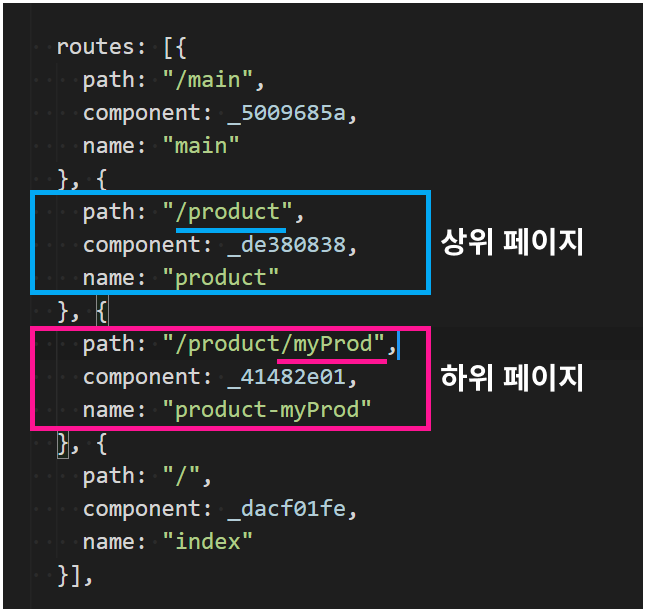 routes: [{
path: "/main",
component: _5009685a,
name: "main"
}, {
path: "/product",
component: _de380838,
name: "product"
상위 페이지
}, {
path: "/product/myProd",
component: _41482e01,
name: "product-myProd"
하위 페이지
}, {
path: "/",
component: _dacf01fe,
name: "index"
}],